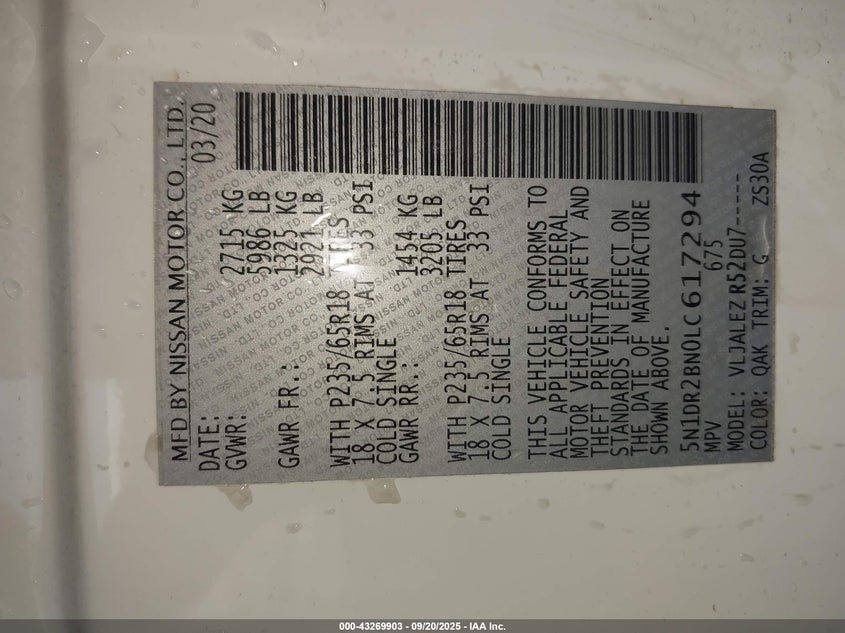 MFD BY NISSAN MOTOR CO., LTD.
DATE: 03/20
GVWR: 2715 KG
5986 LB
GAWR FR.: 1325 KG
2921 LB
WITH P235/65R18 TIRES
18 X 7.5 RIMS AT 33 PSI
COLD SINGLE
GAWR RR.: 1454 KG
3205 LB
WITH P235/65R18 TIRES
18 X 7.5 RIMS AT 33 PSI
COLD SINGLE
THIS VEHICLE CONFORMS TO
ALL APPLICABLE FEDERAL
MOTOR VEHICLE SAFETY AND
THEFT PREVENTION
STANDARDS IN EFFECT ON
THE DATE OF MANUFACTURE
SHOWN ABOVE.
5N1DR2BN0LC617294
MPV 675
MODEL: VLJALEZ R52DU7-----
COLOR: QAK TRIM: G ZS30A
000-43269903 - 09/20/2025 - IAA Inc.